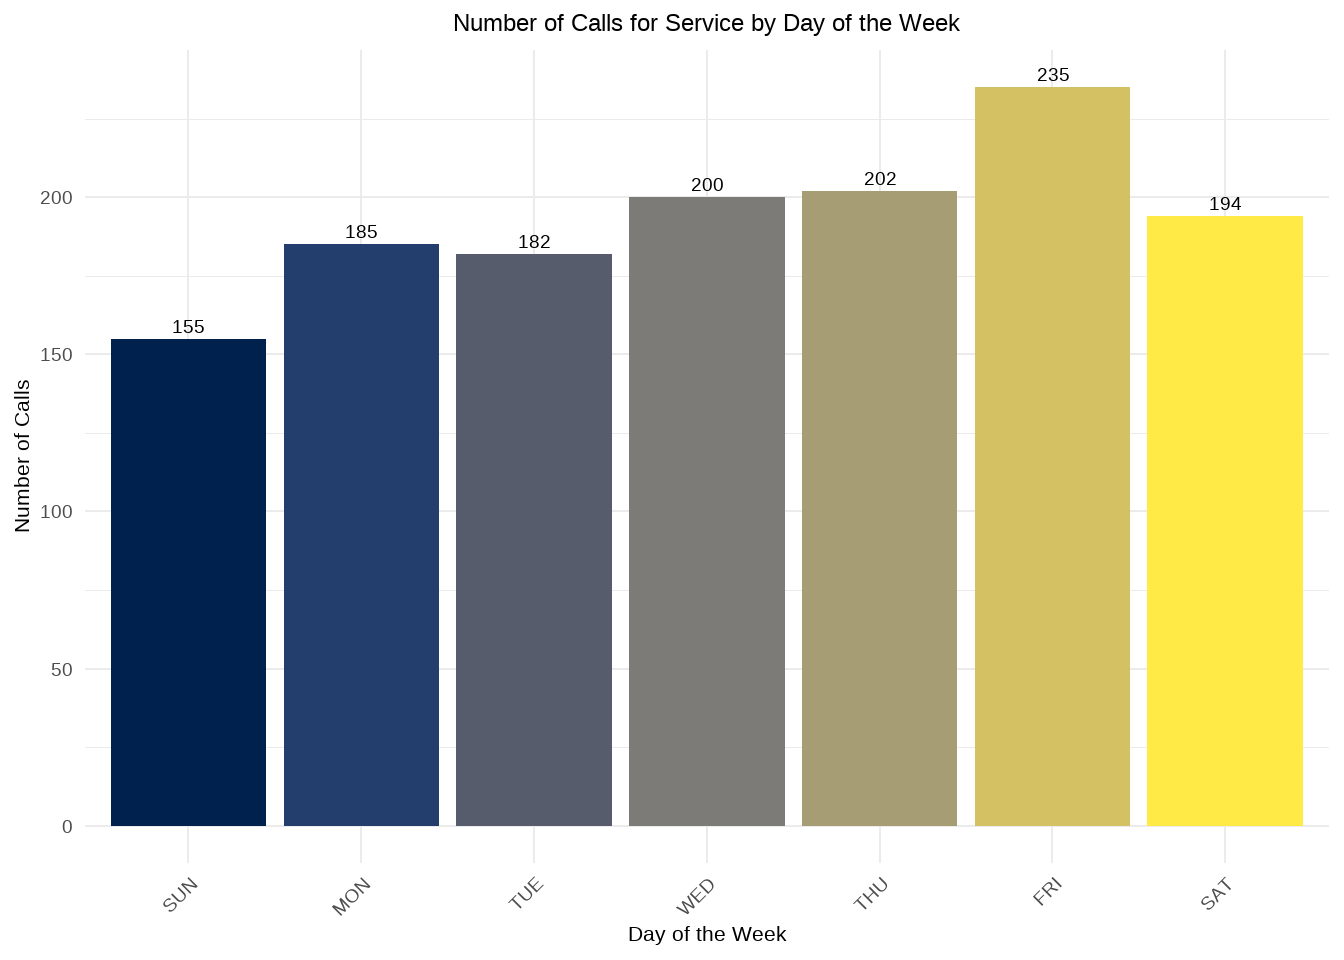 Number of Calls for Service by Day of the Week
235
200
202
194
185
182
155
200
150
100
50
0
Number of Calls
SUN
MON
TUE
WED
THU
FRI
SAT
Day of the Week